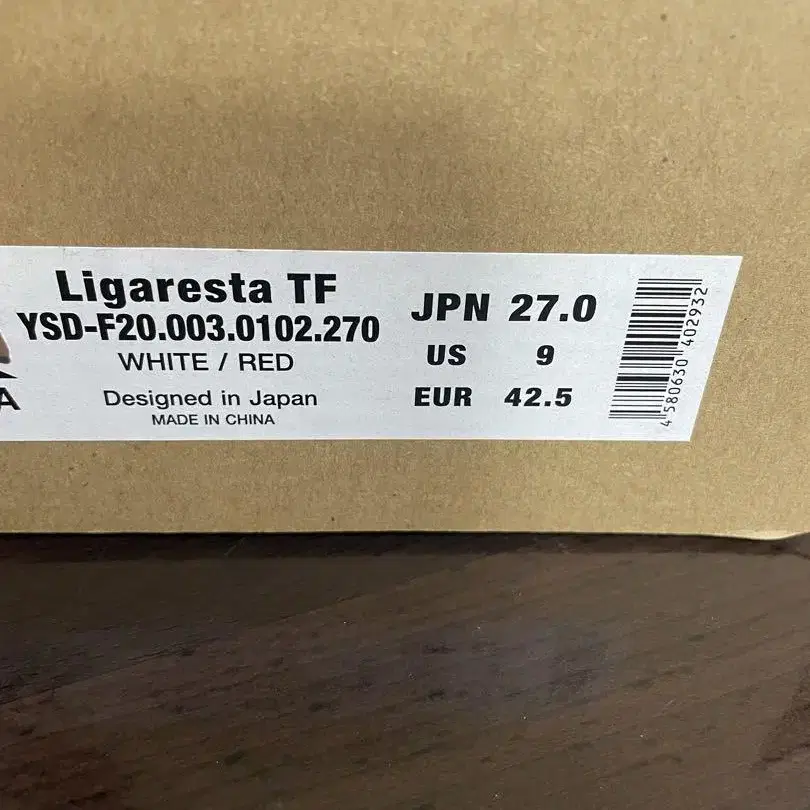 Ligaresta TF
YSD-F20.003.0102.270
WHITE / RED
Designed in Japan
MADE IN CHINA
JPN 27.0
US 9
EUR 42.5
4 580630 402932